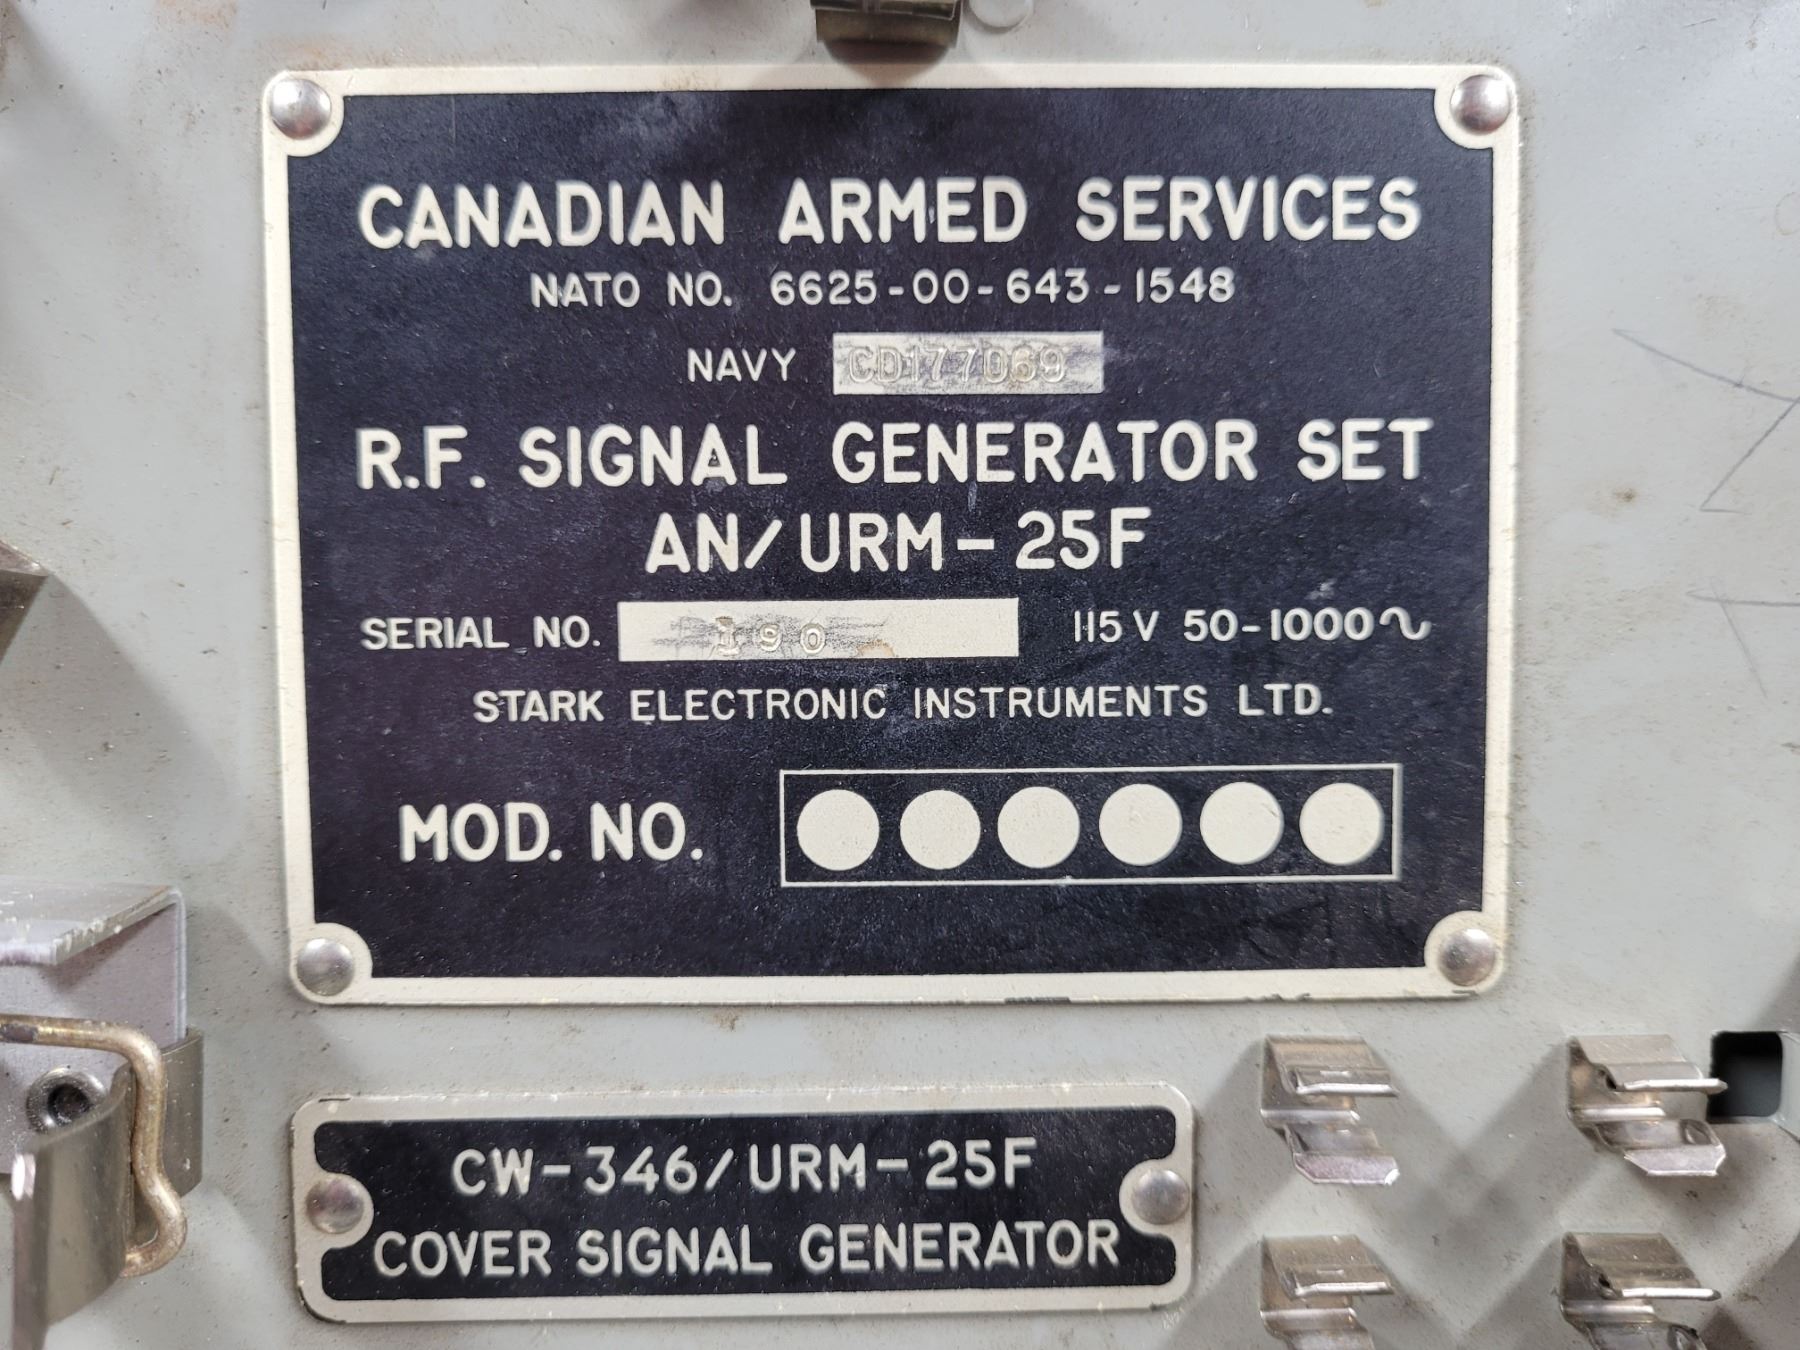 CANADIAN ARMED SERVICES
NATO NO. 6625-00-643-1548
NAVY CD177D69
R.F. SIGNAL GENERATOR SET
AN/URM-25F
SERIAL NO. 190 115 V 50-1000~
STARK ELECTRONIC INSTRUMENTS LTD.
MOD. NO.
CW-346/URM-25F
COVER SIGNAL GENERATOR